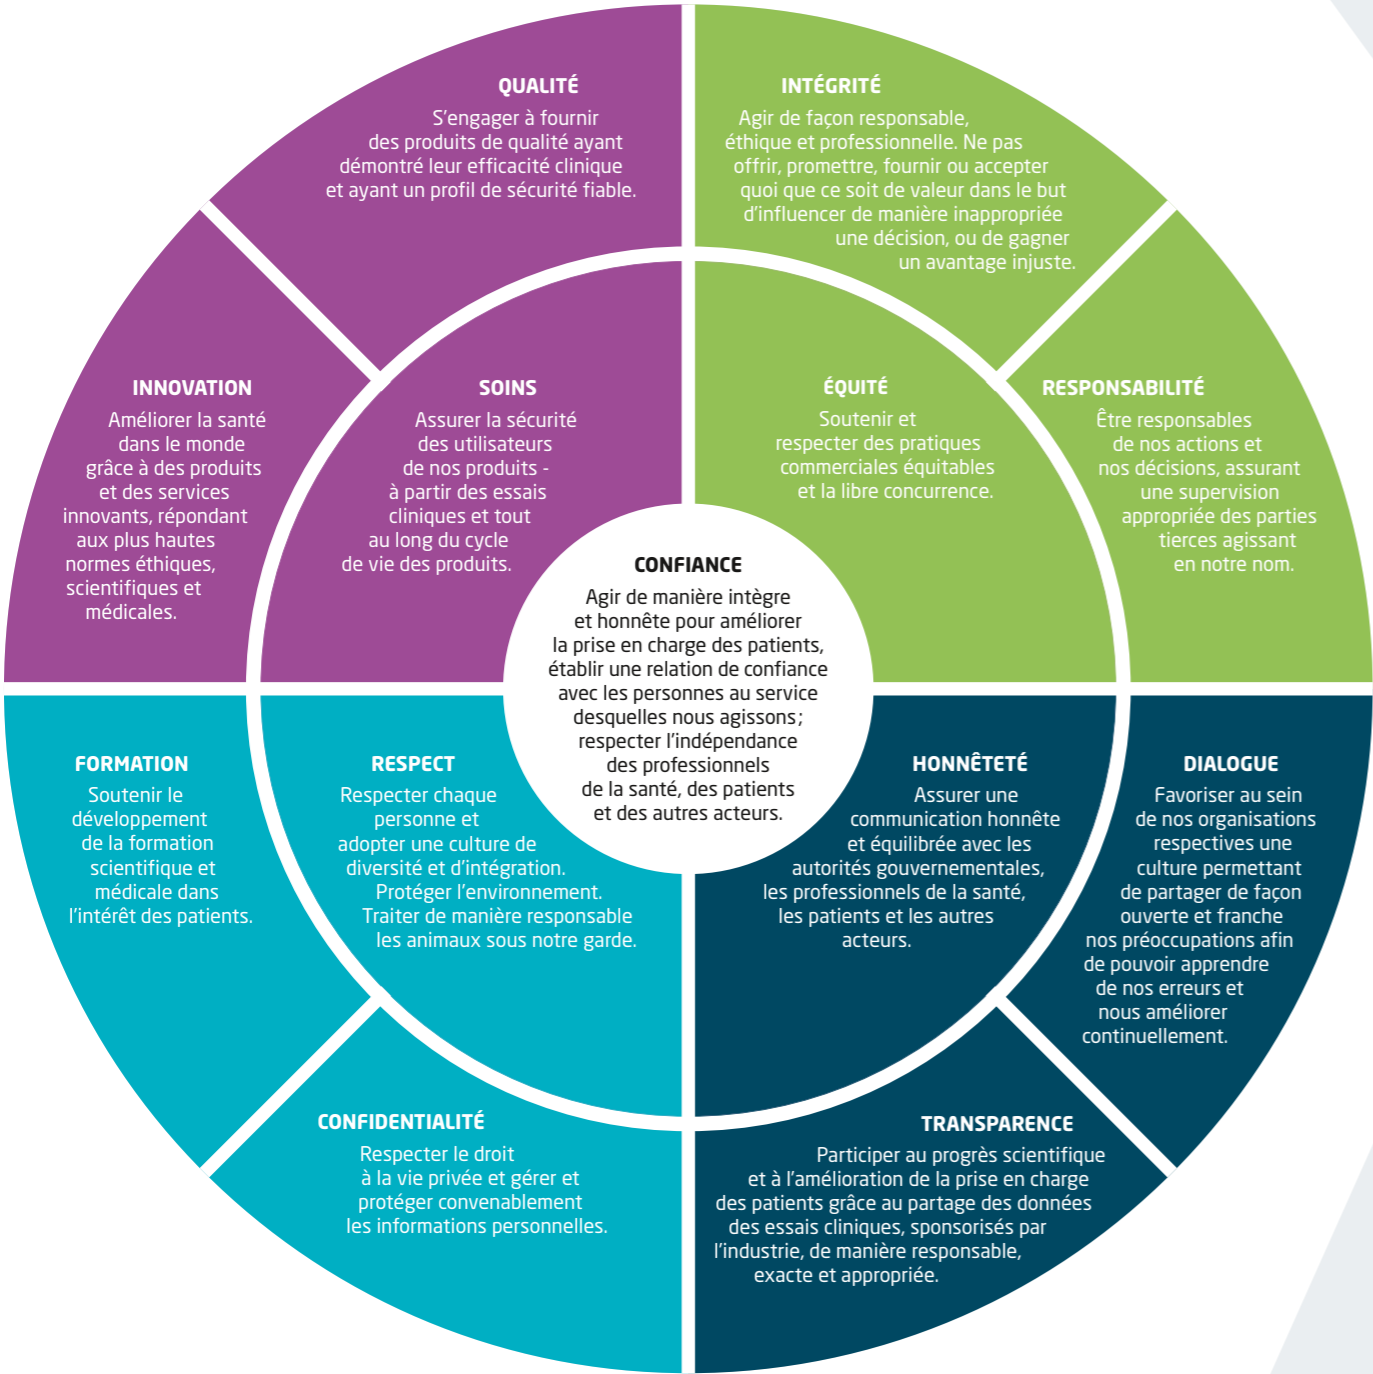 QUALITÉ
S'engager à fournir
des produits de qualité ayant
démontré leur efficacité clinique
et ayant un profil de sécurité fiable.
INTÉGRITÉ
Agir de façon responsable,
éthique et professionnelle. Ne pas
offrir, promettre, fournir ou accepter
quoi que ce soit de valeur dans le but
d'influencer de manière inappropriée
une décision, ou de gagner
un avantage injuste.
INNOVATION
Améliorer la santé
dans le monde
grâce à des produits
et des services
innovants, répondant
aux plus hautes
normes éthiques,
scientifiques et
médicales.
SOINS
Assurer la sécurité
des utilisateurs
de nos produits -
à partir des essais
cliniques et tout
au long du cycle
de vie des produits.
ÉQUITÉ
Soutenir et
respecter des pratiques
commerciales équitables
et la libre concurrence.
RESPONSABILITÉ
Être responsables
de nos actions et
nos décisions, assurant
une supervision
appropriée des parties
tierces agissant
en notre nom.
CONFIANCE
Agir de manière intègre
et honnête pour améliorer
la prise en charge des patients,
établir une relation de confiance
avec les personnes au service
desquelles nous agissons;
respecter l'indépendance
des professionnels
de la santé, des patients
et des autres acteurs.
FORMATION
Soutenir le
développement
de la formation
scientifique et
médicale dans
l'intérêt des patients.
RESPECT
Respecter chaque
personne et
adopter une culture de
diversité et d'intégration.
Protéger l'environnement.
Traiter de manière responsable
les animaux sous notre garde.
HONNÊTETÉ
Assurer une
communication honnête
et équilibrée avec les
autorités gouvernementales,
les professionnels de la santé,
les patients et les autres
acteurs.
DIALOGUE
Favoriser au sein
de nos organisations
respectives une
culture permettant
de partager de façon
ouverte et franche
nos préoccupations afin
de pouvoir apprendre
de nos erreurs et
nous améliorer
continuellement.
CONFIDENTIALITÉ
Respecter le droit
à la vie privée et gérer et
protéger convenablement
les informations personnelles.
TRANSPARENCE
Participer au progrès scientifique
et à l'amélioration de la prise en charge
des patients grâce au partage des données
des essais cliniques, sponsorisés par
l'industrie, de manière responsable,
exacte et appropriée.